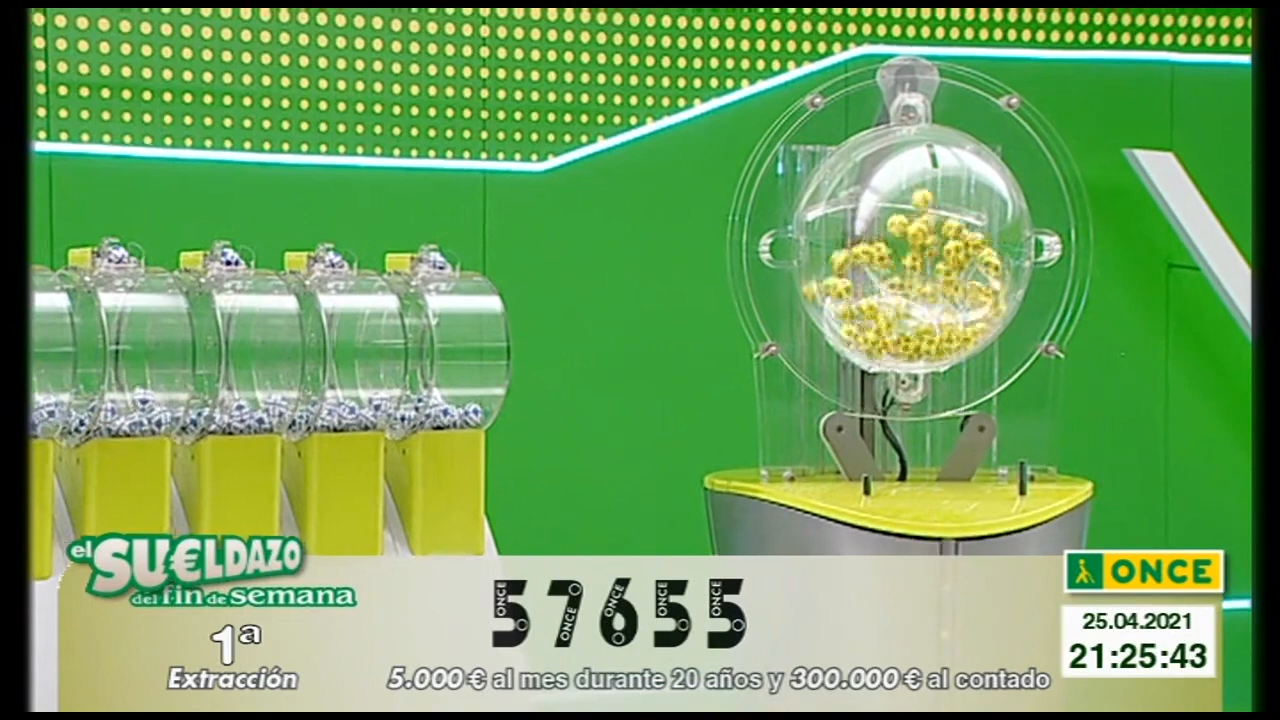 el SU€LDAZO
del fin de semana
1ª
Extracción
57655
5.000 € al mes durante 20 años y 300.000 € al contado
ONCE
25.04.2021
21:25:43